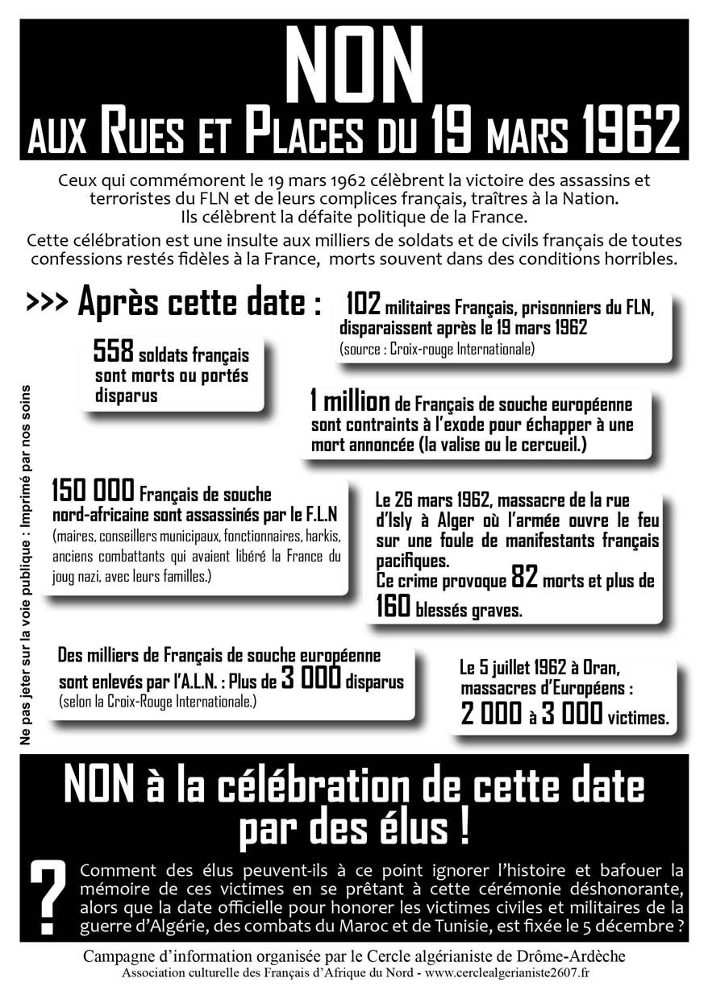 NON
AUX RUES ET PLACES DU 19 MARS 1962
Ceux qui commémorent le 19 mars 1962 célèbrent la victoire des assassins et
terroristes du FLN et de leurs complices français, traîtres à la Nation.
Ils célèbrent la défaite politique de la France.
Cette célébration est une insulte aux milliers de soldats et de civils français de toutes
confessions restés fidèles à la France, morts souvent dans des conditions horribles.
>>> Après cette date :
102 militaires Français, prisonniers du FLN,
disparaissent après le 19 mars 1962
(source : Croix-rouge Internationale)
558 soldats français
sont morts ou portés
disparus
1 million de Français de souche européenne
sont contraints à l'exode pour échapper à une
mort annoncée (la valise ou le cercueil.)
150 000 Français de souche
nord-africaine sont assassinés par le F.L.N
(maires, conseillers municipaux, fonctionnaires, harkis,
anciens combattants qui avaient libéré la France du
joug nazi, avec leurs familles.)
Le 26 mars 1962, massacre de la rue
d'Isly à Alger où l'armée ouvre le feu
sur une foule de manifestants français
pacifiques.
Ce crime provoque 82 morts et plus de
160 blessés graves.
Des milliers de Français de souche européenne
sont enlevés par l'A.L.N. : Plus de 3 000 disparus
(selon la Croix-Rouge Internationale.)
Le 5 juillet 1962 à Oran,
massacres d'Européens :
2 000 à 3 000 victimes.
Ne pas jeter sur la voie publique : Imprimé par nos soins
NON à la célébration de cette date
par des élus !
?
Comment des élus peuvent-ils à ce point ignorer l'histoire et bafouer la
mémoire de ces victimes en se prêtant à cette cérémonie déshonorante,
alors que la date officielle pour honorer les victimes civiles et militaires de la
guerre d'Algérie, des combats du Maroc et de Tunisie, est fixée le 5 décembre ?
Campagne d'information organisée par le Cercle algérianiste de Drôme-Ardèche
Association culturelle des Français d'Afrique du Nord - www.cerclealgerianiste2607.fr